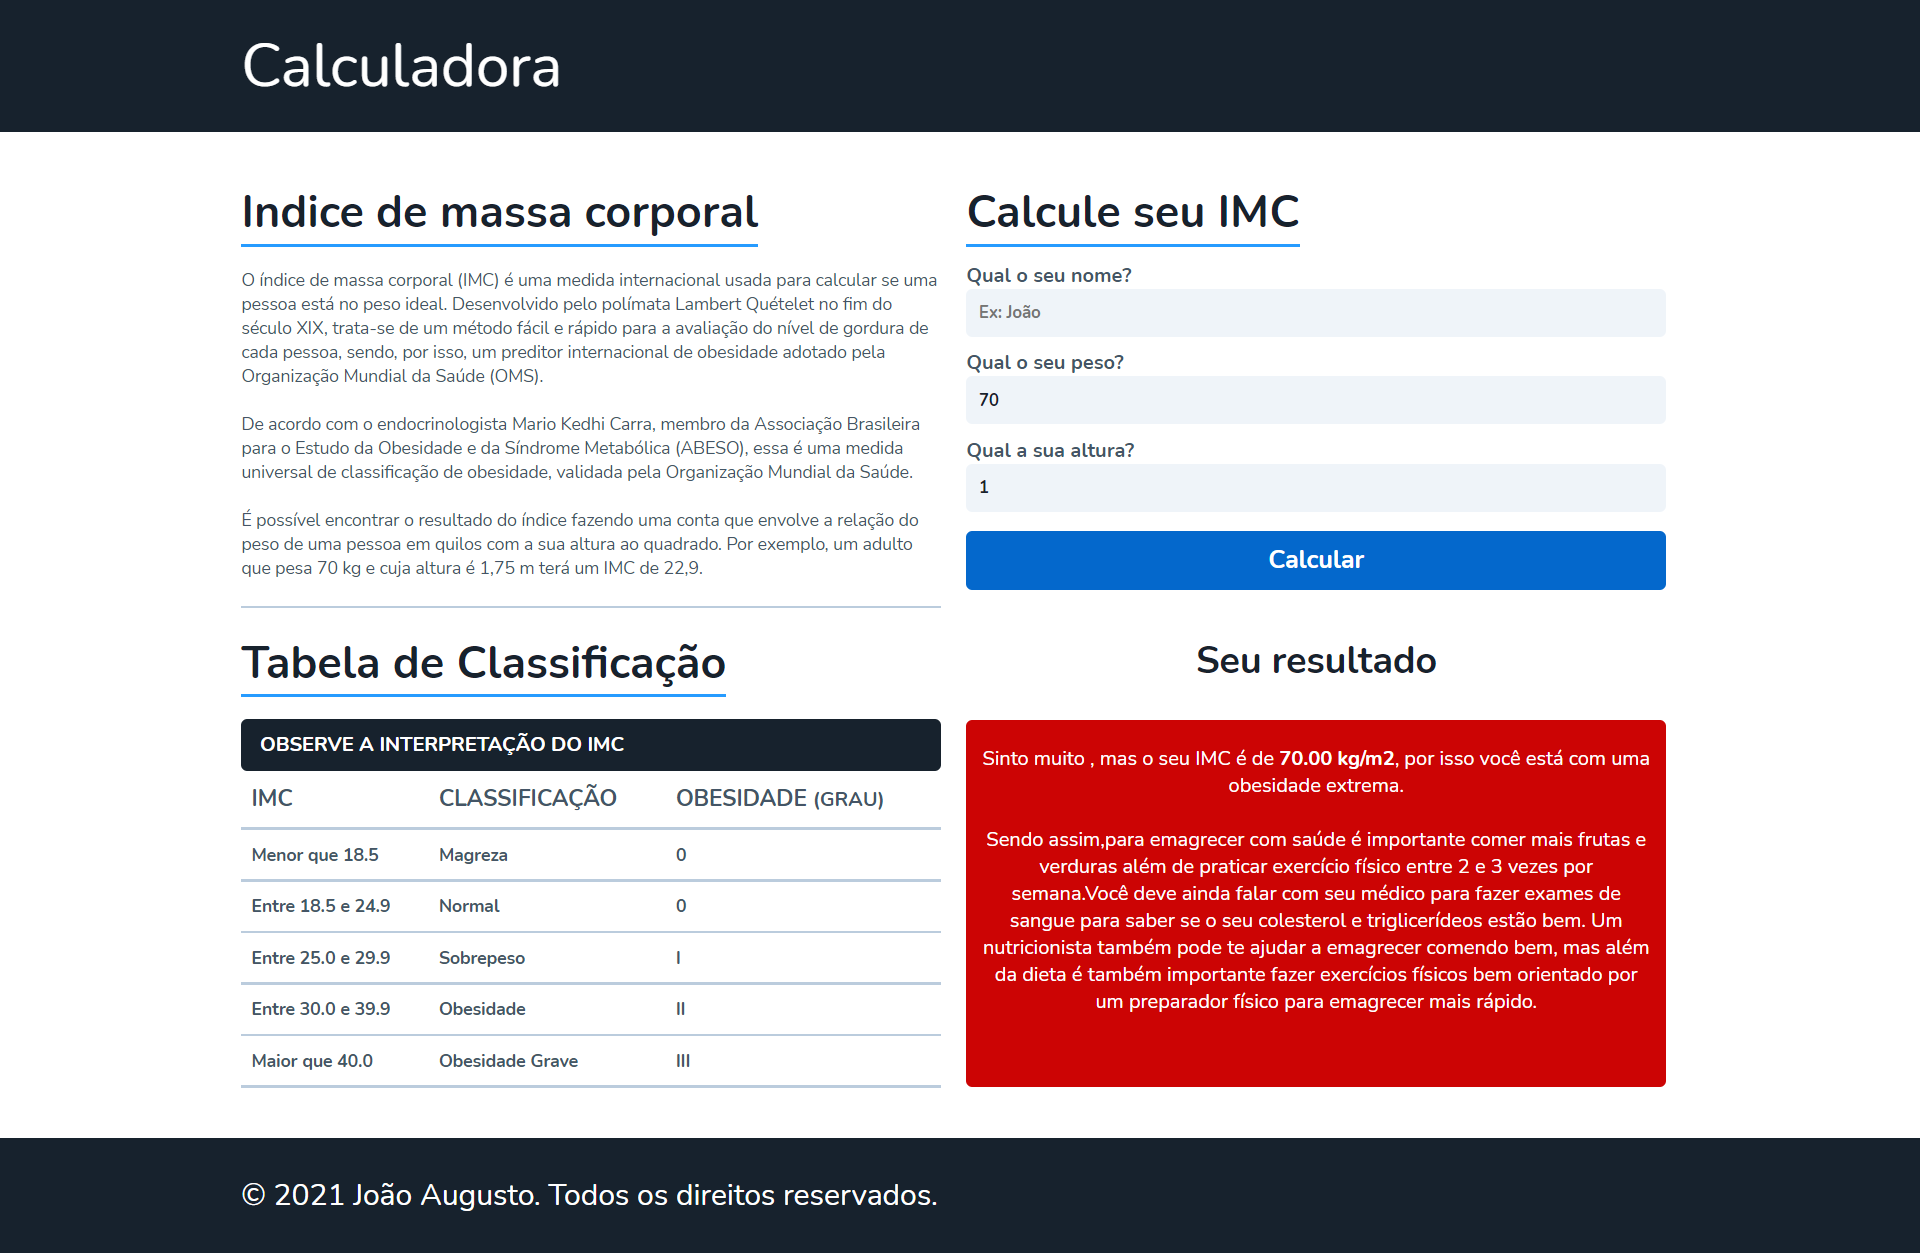 Calculadora
Indice de massa corporal
O índice de massa corporal (IMC) é uma medida internacional usada para calcular se uma
pessoa está no peso ideal. Desenvolvido pelo polímata Lambert Quételet no fim do
século XIX, trata-se de um método fácil e rápido para a avaliação do nível de gordura de
cada pessoa, sendo, por isso, um preditor internacional de obesidade adotado pela
Organização Mundial da Saúde (OMS).
De acordo com o endocrinologista Mario Kedhi Carra, membro da Associação Brasileira
para o Estudo da Obesidade e da Síndrome Metabólica (ABESO), essa é uma medida
universal de classificação de obesidade, validada pela Organização Mundial da Saúde.
É possível encontrar o resultado do índice fazendo uma conta que envolve a relação do
peso de uma pessoa em quilos com a sua altura ao quadrado. Por exemplo, um adulto
que pesa 70 kg e cuja altura é 1,75 m terá um IMC de 22,9.
Calcule seu IMC
Qual o seu nome?
Ex: João
Qual o seu peso?
70
Qual a sua altura?
1
Calcular
Tabela de Classificação
OBSERVE A INTERPRETAÇÃO DO IMC
IMC CLASSIFICAÇÃO OBESIDADE (GRAU)
Menor que 18.5 Magreza 0
Entre 18.5 e 24.9 Normal 0
Entre 25.0 e 29.9 Sobrepeso I
Entre 30.0 e 39.9 Obesidade II
Maior que 40.0 Obesidade Grave III
Seu resultado
Sinto muito , mas o seu IMC é de 70.00 kg/m2, por isso você está com uma
obesidade extrema.
Sendo assim,para emagrecer com saúde é importante comer mais frutas e
verduras além de praticar exercício físico entre 2 e 3 vezes por
semana.Você deve ainda falar com seu médico para fazer exames de
sangue para saber se o seu colesterol e triglicerídeos estão bem. Um
nutricionista também pode te ajudar a emagrecer comendo bem, mas além
da dieta é também importante fazer exercícios físicos bem orientado por
um preparador físico para emagrecer mais rápido.
© 2021 João Augusto. Todos os direitos reservados.